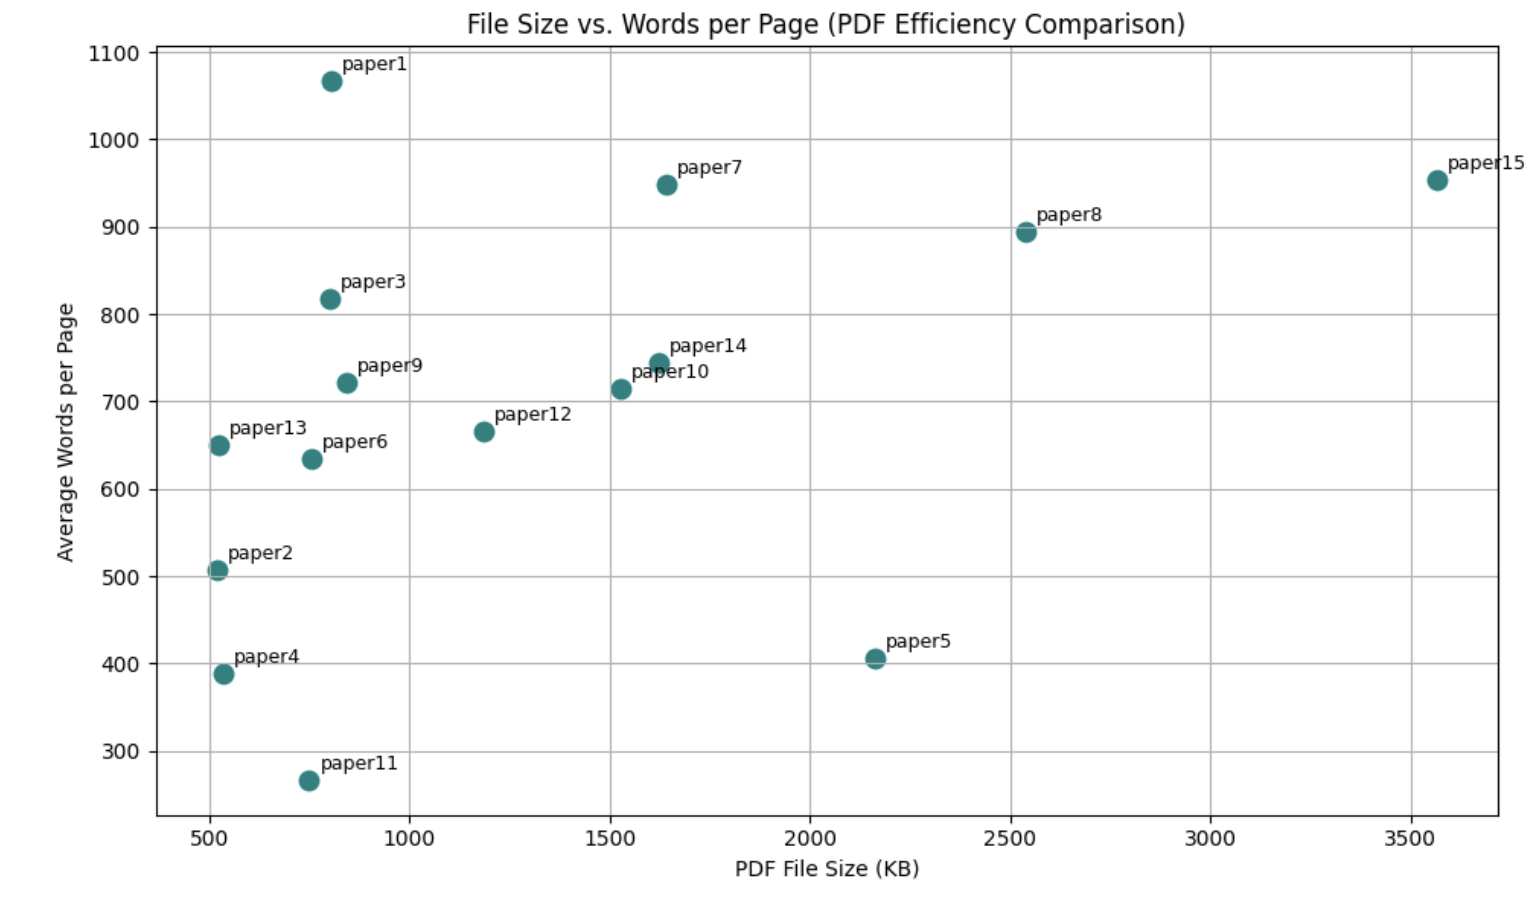 File Size vs. Words per Page (PDF Efficiency Comparison)
1100
paper1
1000
paper7
paper15
900
paper8
paper3
800
paper14
paper9
paper10
700
paper12
paper13
paper6
600
paper2
500
paper5
paper4
400
300
paper11
Average Words per Page
500 1000 1500 2000 2500 3000 3500
PDF File Size (KB)